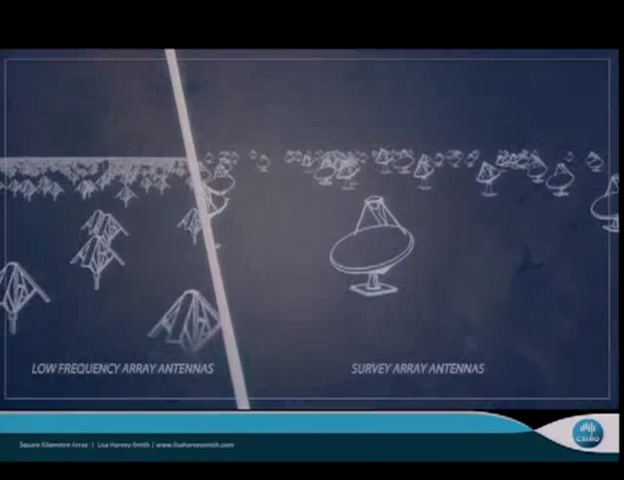 LOW FREQUENCY ARRAY ANTENNAS
SURVEY ARRAY ANTENNAS
Square Kilometre Array | Lisa Harvey-Smith | www.lisaharveysmith.com
CSIRO